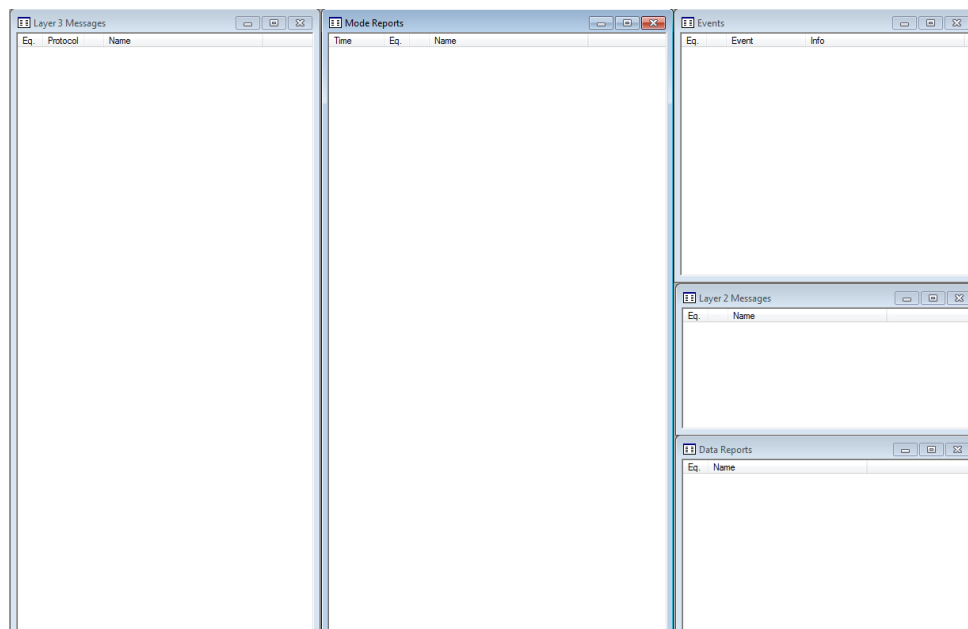 Layer 3 Messages
Eq. Protocol Name
Mode Reports
Time Eq. Name
Events
Eq. Event Info
Layer 2 Messages
Eq. Name
Data Reports
Eq. Name